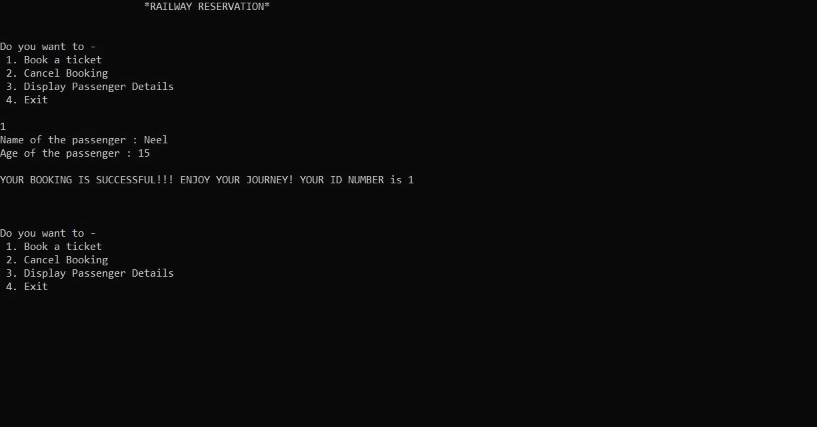 *RAILWAY RESERVATION*
Do you want to -
1. Book a ticket
2. Cancel Booking
3. Display Passenger Details
4. Exit
1
Name of the passenger : Neel
Age of the passenger : 15
YOUR BOOKING IS SUCCESSFUL!!! ENJOY YOUR JOURNEY! YOUR ID NUMBER is 1
Do you want to -
1. Book a ticket
2. Cancel Booking
3. Display Passenger Details
4. Exit